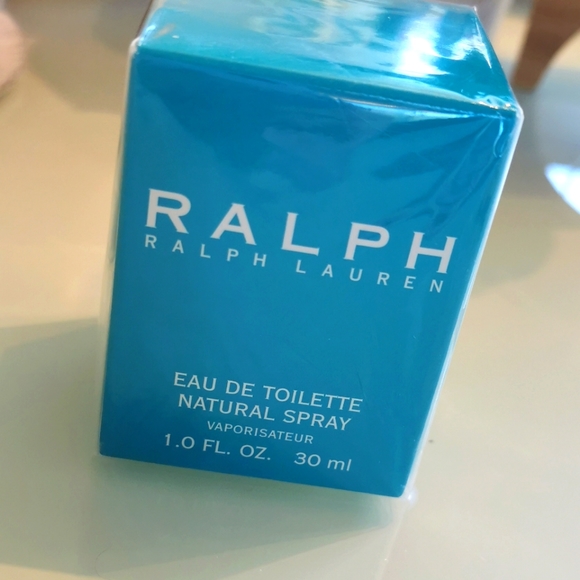 RALPH
RALPH LAUREN
EAU DE TOILETTE
NATURAL SPRAY
VAPORISATEUR
1.0 FL. OZ. 30 ml